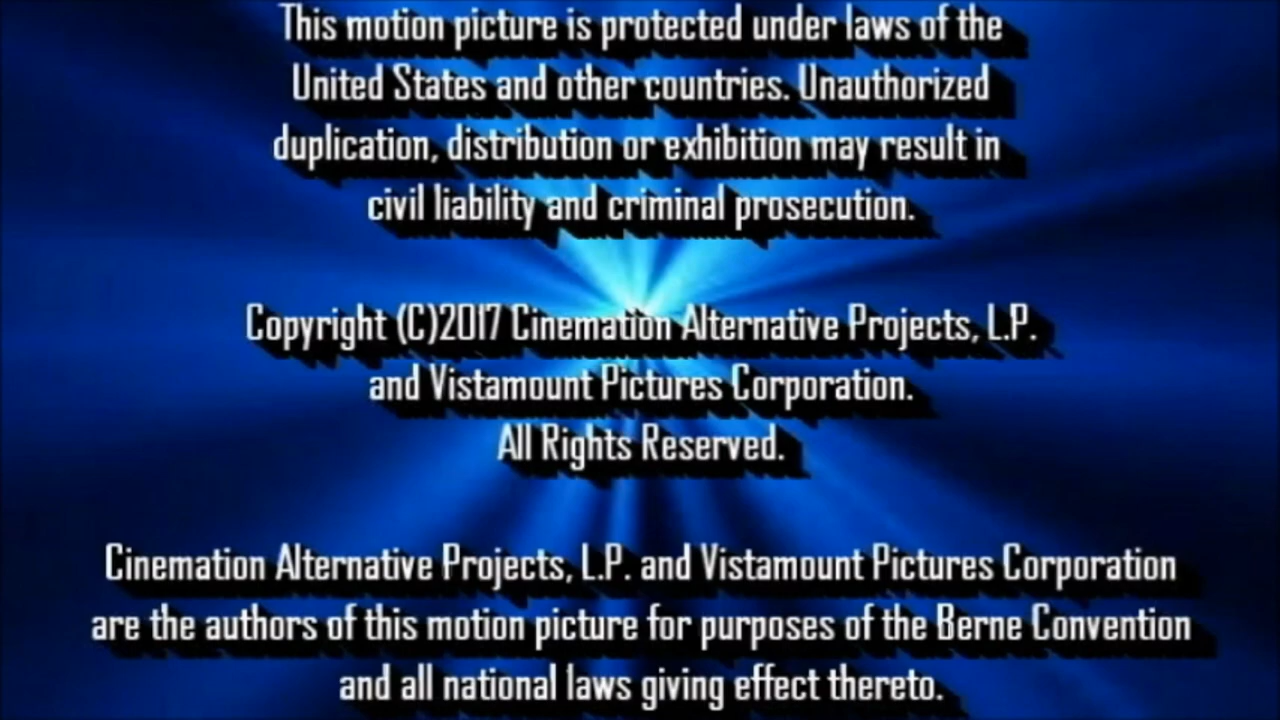 This motion picture is protected under laws of the
United States and other countries. Unauthorized
duplication, distribution or exhibition may result in
civil liability and criminal prosecution.
Copyright (C)2017 Cinemation Alternative Projects, L.P.
and Vistamount Pictures Corporation.
All Rights Reserved.
Cinemation Alternative Projects, L.P. and Vistamount Pictures Corporation
are the authors of this motion picture for purposes of the Berne Convention
and all national laws giving effect thereto.